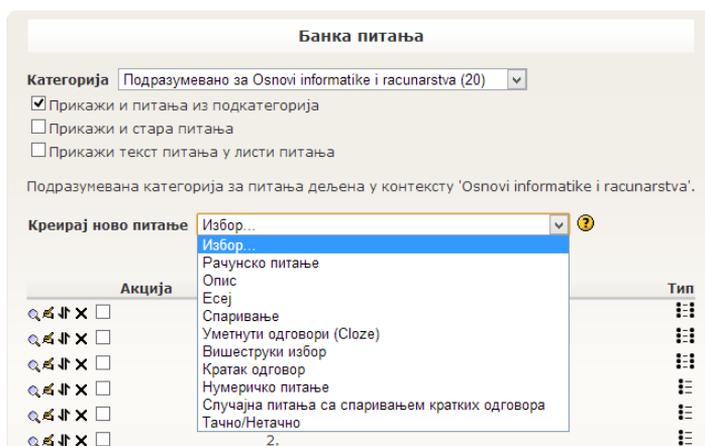 Банка питања
Категорија Подразумевано за Osnovi informatike i racunarstva (20)
Прикажи и питања из подкатегорија
Прикажи и стара питања
Прикажи текст питања у листи питања
Подразумевана категорија за питања дељена у контексту 'Osnovi informatike i racunarstva'.
Креирај ново питање Избор... ?
Избор...
Рачунско питање
Опис
Есеј
Спаривање
Уметнути одговори (Cloze)
Вишеструки избор
Кратак одговор
Нумеричко питање
Случајна питања са спаривањем кратких одговора
Тачно/Нетачно
Акција Тип
2.